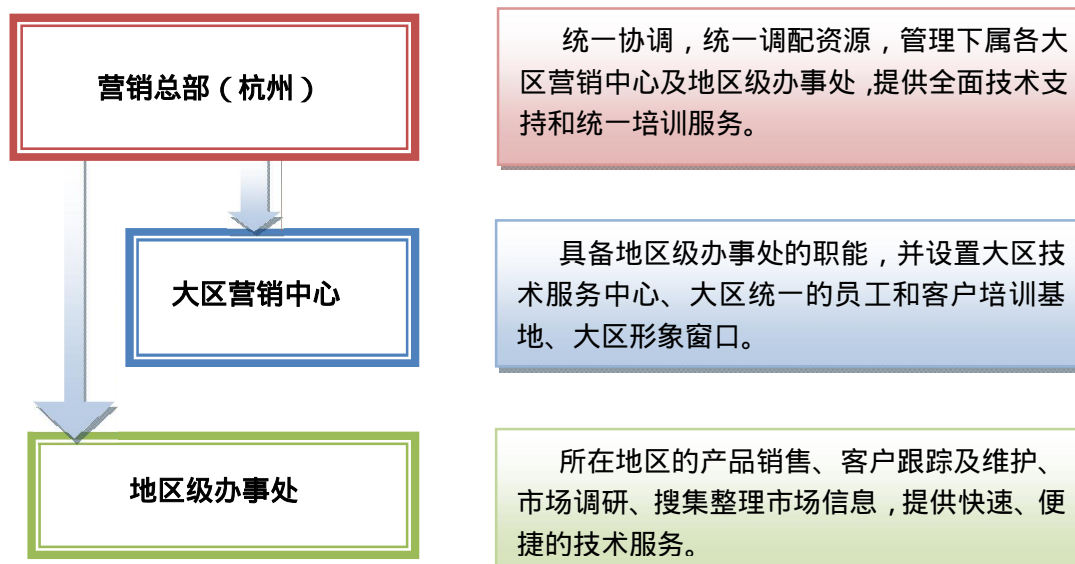 营销总部（杭州）
统一协调，统一调配资源，管理下属各大
区营销中心及地区级办事处,提供全面技术支
持和统一培训服务。
大区营销中心
具备地区级办事处的职能，并设置大区技
术服务中心、大区统一的员工和客户培训基
地、大区形象窗口。
地区级办事处
所在地区的产品销售、客户跟踪及维护、
市场调研、搜集整理市场信息，提供快速、便
捷的技术服务。